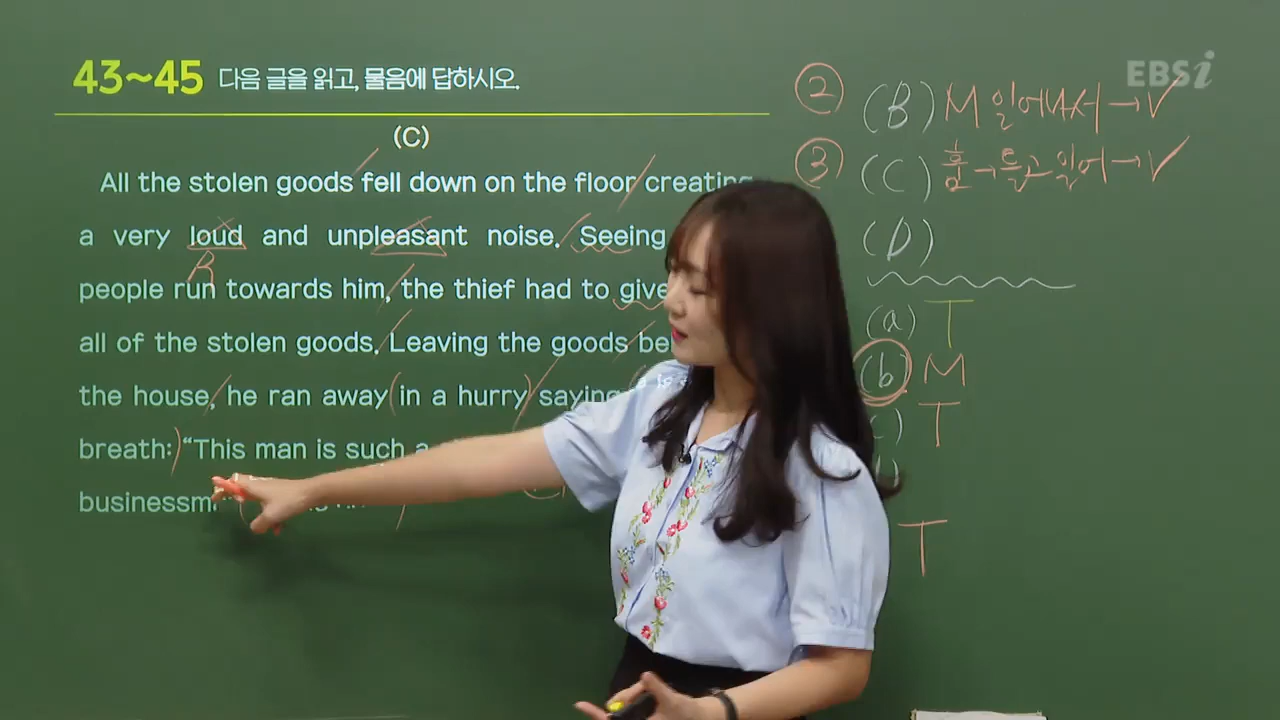 43~45 다음 글을 읽고, 물음에 답하시오.
EBSi
(C)
All the stolen goods fell down on the floor creating
a very loud and unpleasant noise. Seeing
R
people run towards him, the thief had to give
all of the stolen goods. Leaving the goods
the house, he ran away in a hurry saying
breath: “This man is such a
② (B) M 일어나서 → ✓
③ (C) 훔 → 들고 일어 → ✓
(D)
(a) T
(b) M
T
T